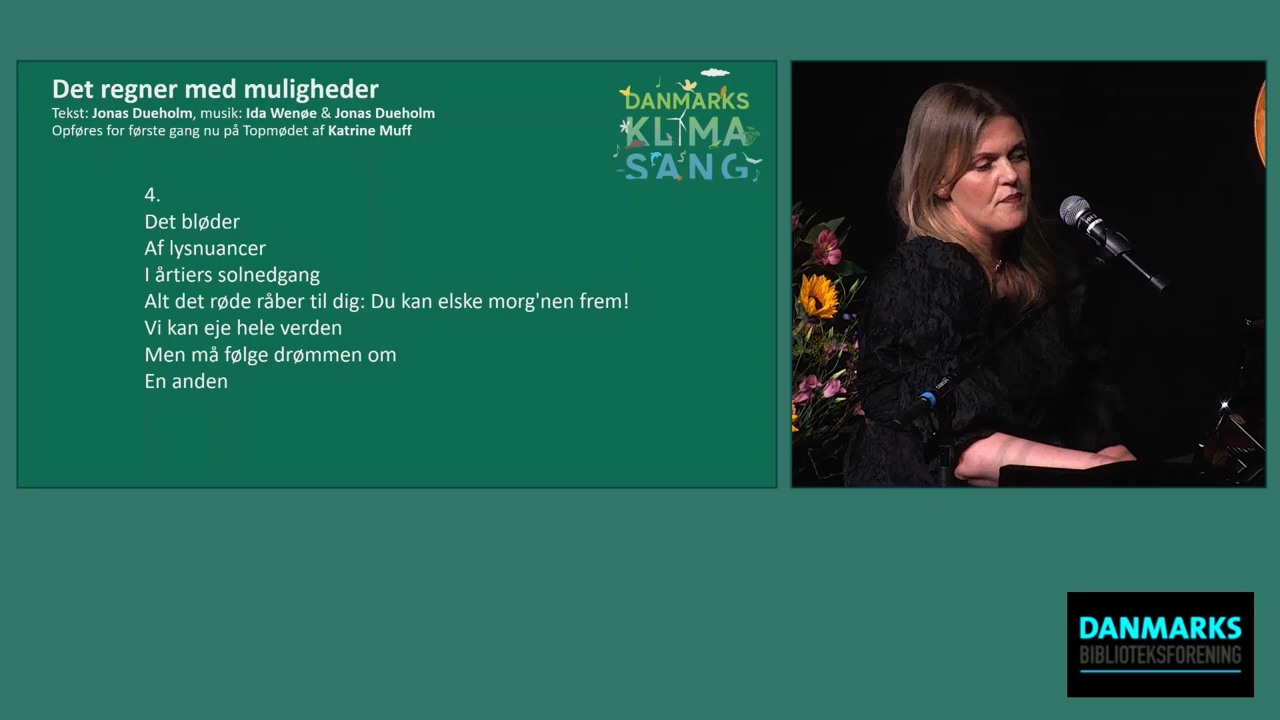 Det regner med muligheder
Tekst: Jonas Dueholm, musik: Ida Wenøe & Jonas Dueholm
Opføres for første gang nu på Topmødet af Katrine Muff
DANMARKS
KLIMA
SANG
4.
Det bløder
Af lysnuancer
I årtiers solnedgang
Alt det røde råber til dig: Du kan elske morg'nen frem!
Vi kan eje hele verden
Men må følge drømmen om
En anden
DANMARKS
BIBLIOTEKSFORENING